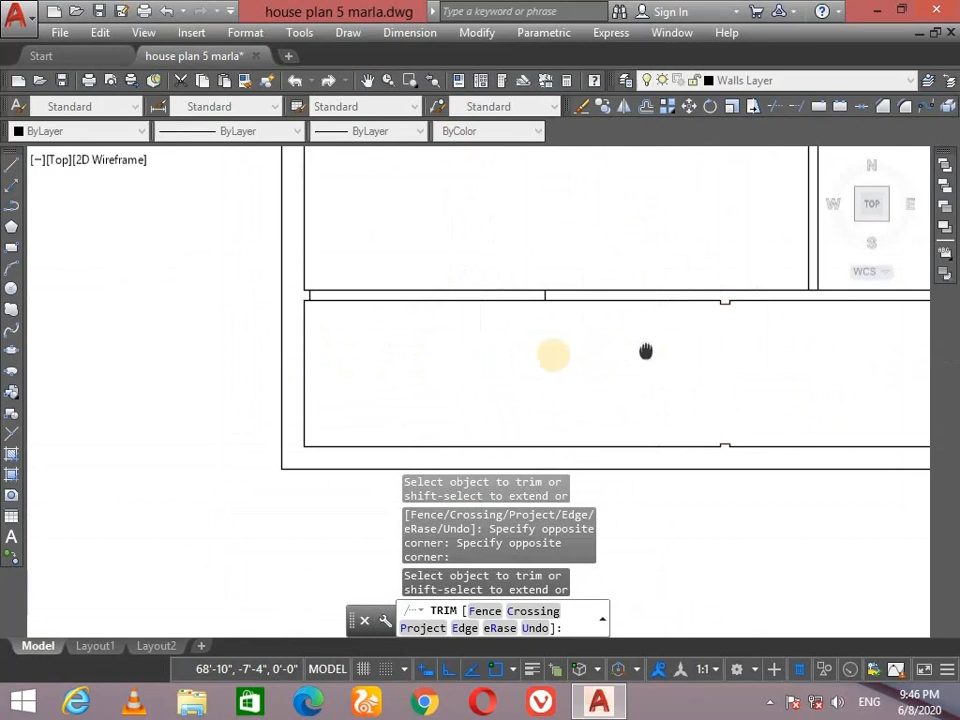 house plan 5 marla.dwg
Type a keyword or phrase
Sign In
File Edit View Insert Format Tools Draw Dimension Modify Parametric Express Window Help
Start
house plan 5 marla*
Walls Layer
Standard
Standard
Standard
Standard
ByLayer
ByLayer
ByLayer
ByColor
[−][Top][2D Wireframe]
N
W
TOP
E
S
WCS
Select object to trim or
shift-select to extend or
[Fence/Crossing/Project/Edge/
eRase/Undo]: Specify opposite
corner: Specify opposite
corner:
Select object to trim or
shift-select to extend or
TRIM [Fence Crossing
Project Edge eRase Undo]:
Model Layout1 Layout2 +
68'-10", -7'-4", 0'-0" MODEL
1:1
ENG
9:46 PM
6/8/2020